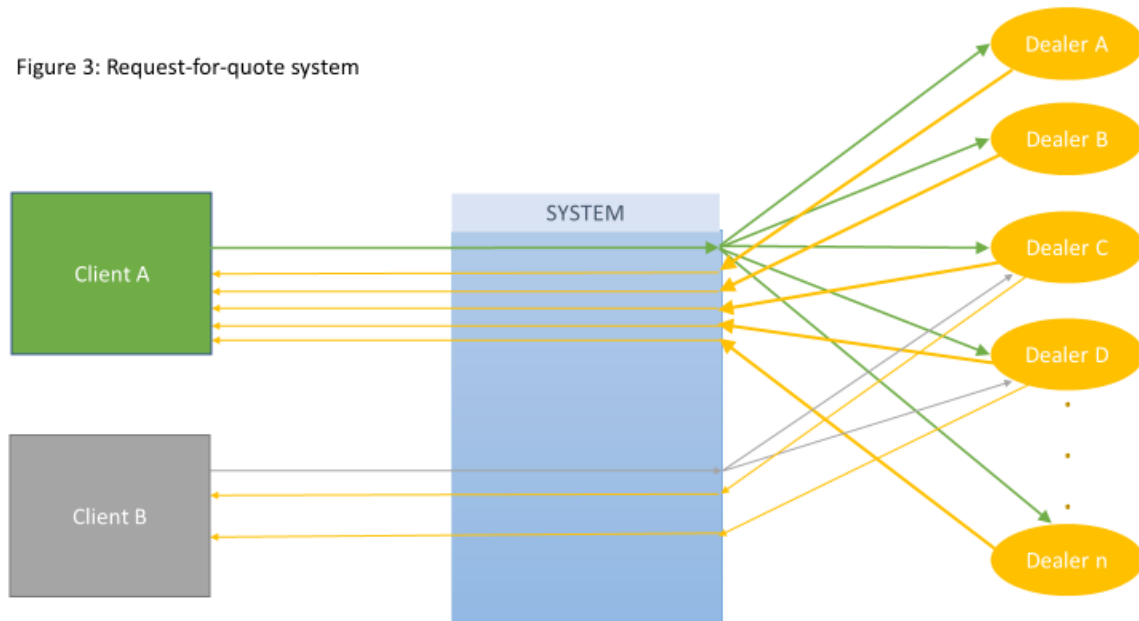 Figure 3: Request-for-quote system
Dealer A
Dealer B
SYSTEM
Client A
Dealer C
Dealer D
Client B
Dealer n